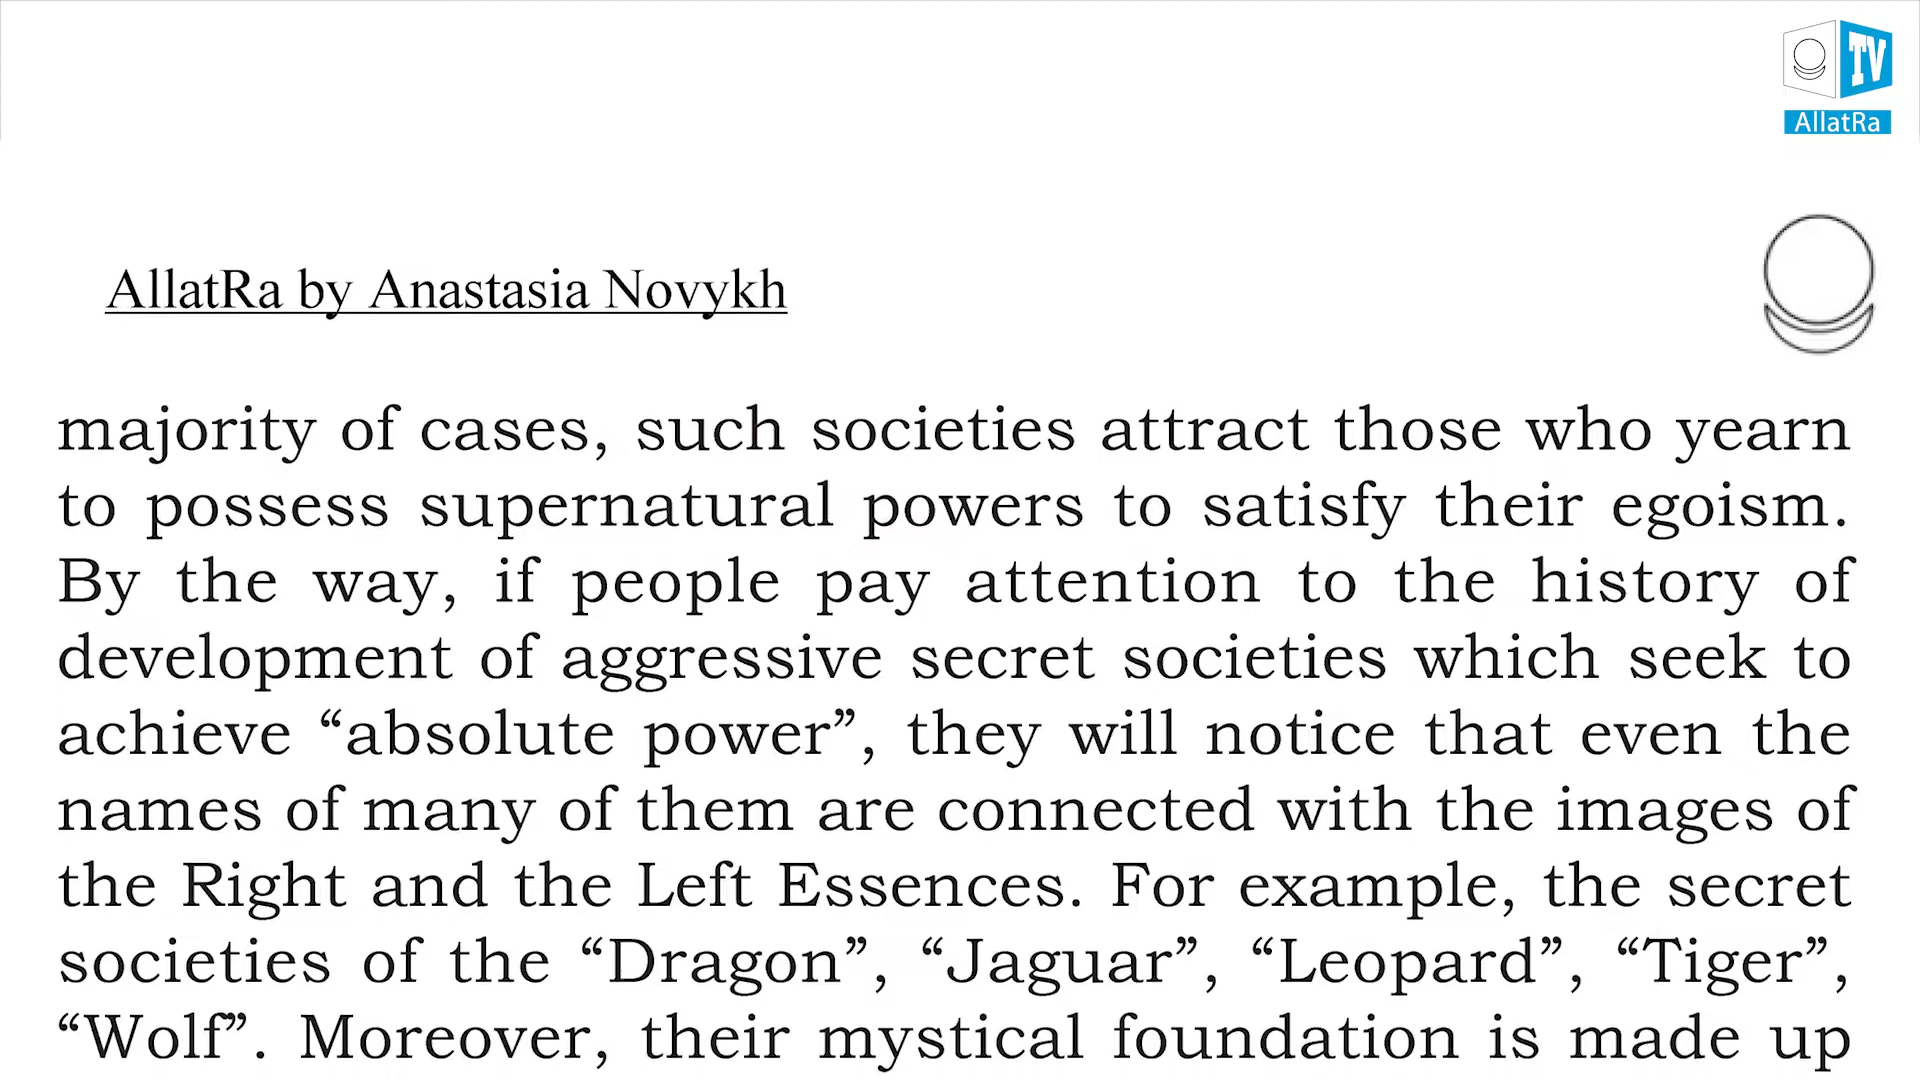 TV
AllatRa
AllatRa by Anastasia Novykh
majority of cases, such societies attract those who yearn
to possess supernatural powers to satisfy their egoism.
By the way, if people pay attention to the history of
development of aggressive secret societies which seek to
achieve “absolute power”, they will notice that even the
names of many of them are connected with the images of
the Right and the Left Essences. For example, the secret
societies of the “Dragon”, “Jaguar”, “Leopard”, “Tiger”,
“Wolf”. Moreover, their mystical foundation is made up